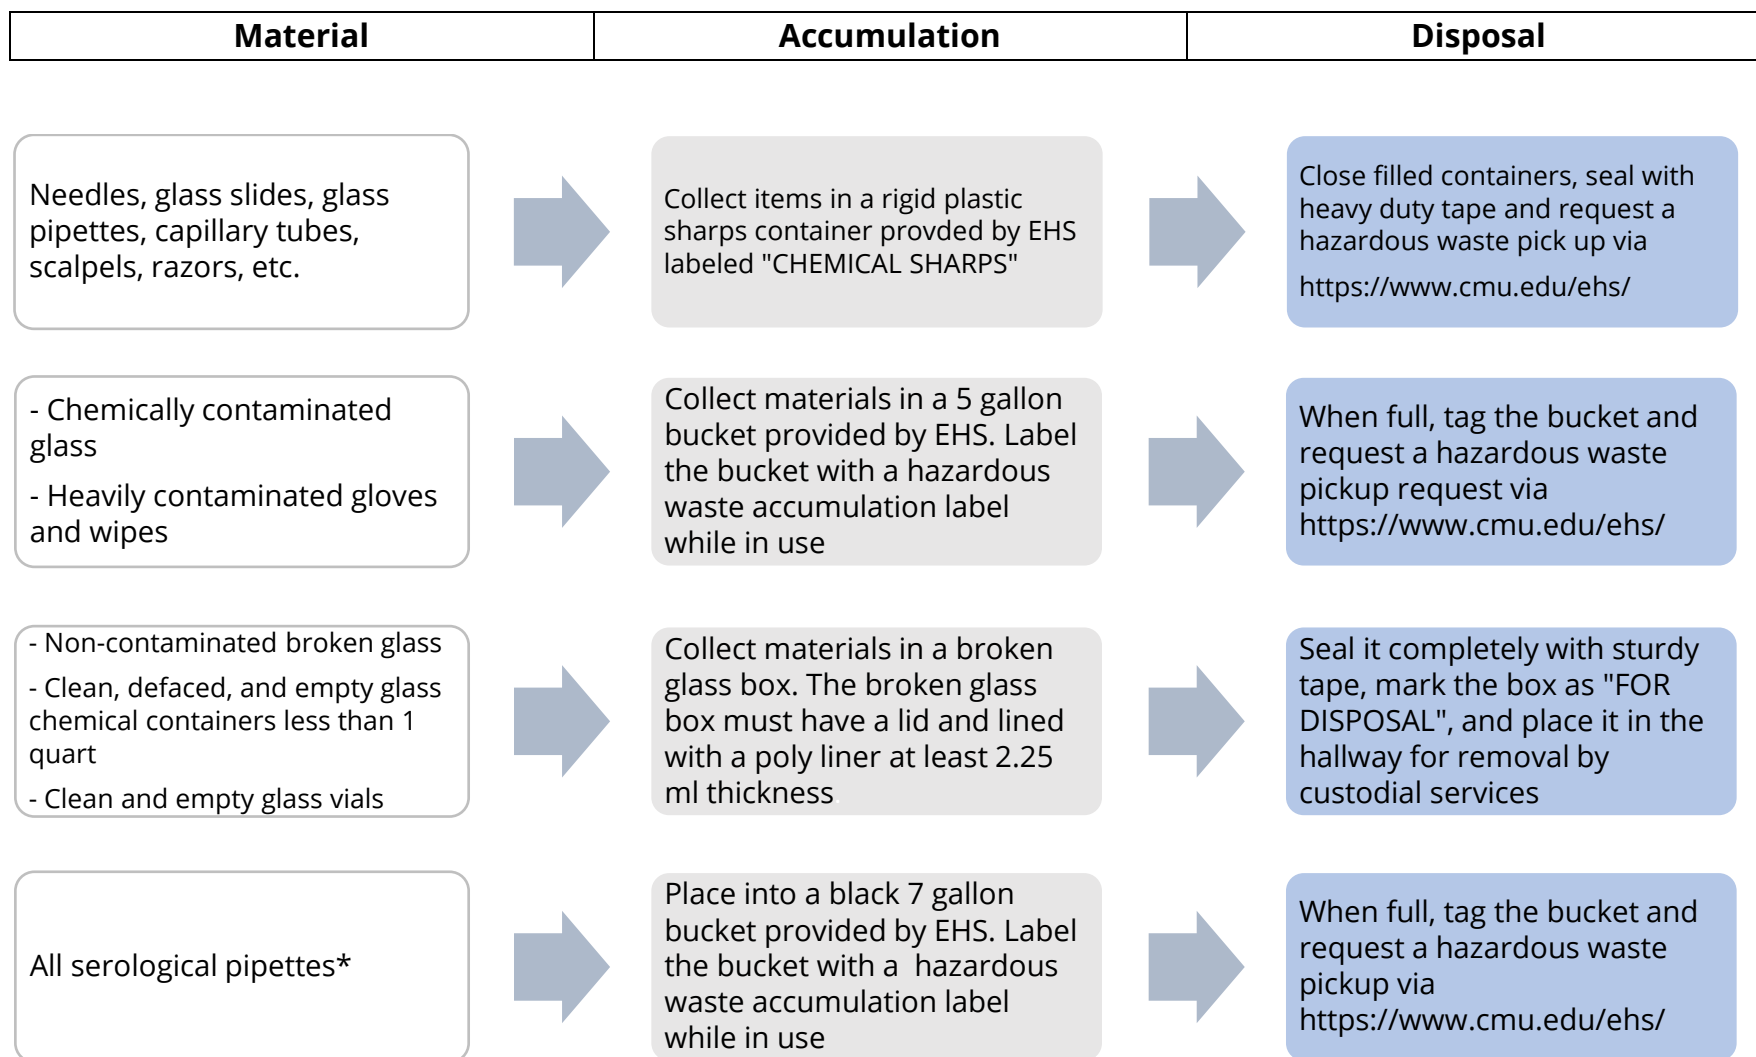 Material Accumulation Disposal
Needles, glass slides, glass
pipettes, capillary tubes,
scalpels, razors, etc.
Collect items in a rigid plastic
sharps container provded by EHS
labeled "CHEMICAL SHARPS"
Close filled containers, seal with
heavy duty tape and request a
hazardous waste pick up via
https://www.cmu.edu/ehs/
- Chemically contaminated
glass
- Heavily contaminated gloves
and wipes
Collect materials in a 5 gallon
bucket provided by EHS. Label
the bucket with a hazardous
waste accumulation label
while in use
When full, tag the bucket and
request a hazardous waste
pickup request via
https://www.cmu.edu/ehs/
- Non-contaminated broken glass
- Clean, defaced, and empty glass
chemical containers less than 1
quart
- Clean and empty glass vials
Collect materials in a broken
glass box. The broken glass
box must have a lid and lined
with a poly liner at least 2.25
ml thickness
Seal it completely with sturdy
tape, mark the box as "FOR
DISPOSAL", and place it in the
hallway for removal by
custodial services
All serological pipettes*
Place into a black 7 gallon
bucket provided by EHS. Label
the bucket with a  hazardous
waste accumulation label
while in use
When full, tag the bucket and
request a hazardous waste
pickup via
https://www.cmu.edu/ehs/